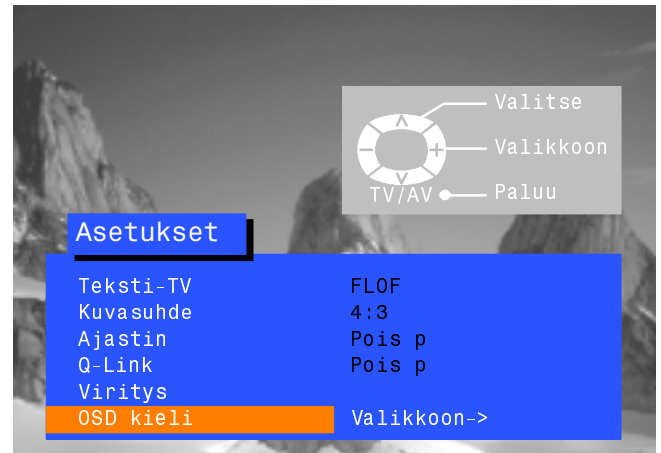 Valitse
Valikkoon
TV/AV Paluu
Asetukset
Teksti-TV FLOF
Kuvasuhde 4:3
Ajastin Pois p
Q-Link Pois p
Viritys
OSD kieli Valikkoon->